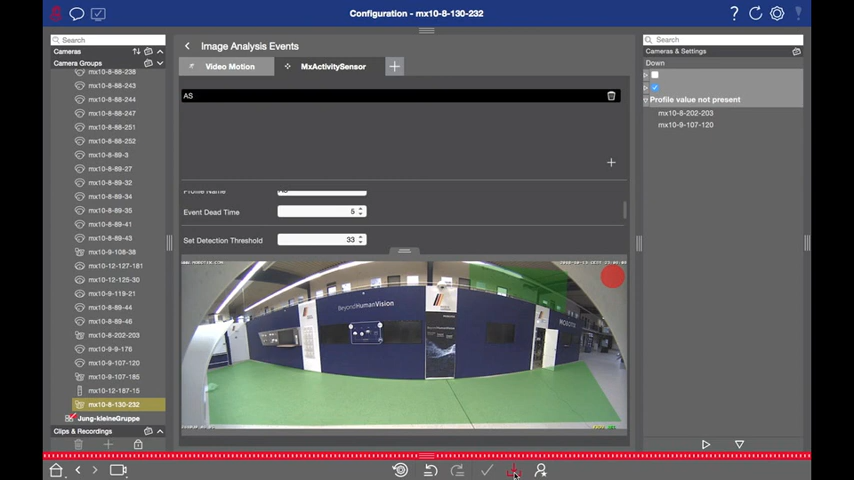 Configuration - mx10-8-130-232
Search
Cameras
Camera Groups
mx10-8-88-238
mx10-8-88-243
mx10-8-88-244
mx10-8-88-247
mx10-8-88-251
mx10-8-88-252
mx10-8-89-3
mx10-8-89-27
mx10-8-89-32
mx10-8-89-34
mx10-8-89-35
mx10-8-89-41
mx10-8-89-43
mx10-9-108-38
mx10-12-127-181
mx10-12-125-30
mx10-9-119-21
mx10-8-89-44
mx10-8-89-46
mx10-8-202-203
mx10-9-9-176
mx10-9-107-120
mx10-9-107-185
mx10-12-187-15
mx10-8-130-232
Jung-kleineGruppe
Clips & Recordings
Image Analysis Events
Video Motion
MxActivitySensor
AS
Profile Name
Event Dead Time
5
Set Detection Threshold
33
BeyondHumanVision
MOBOTIX
Search
Cameras & Settings
Down
Profile value not present
mx10-8-202-203
mx10-9-107-120